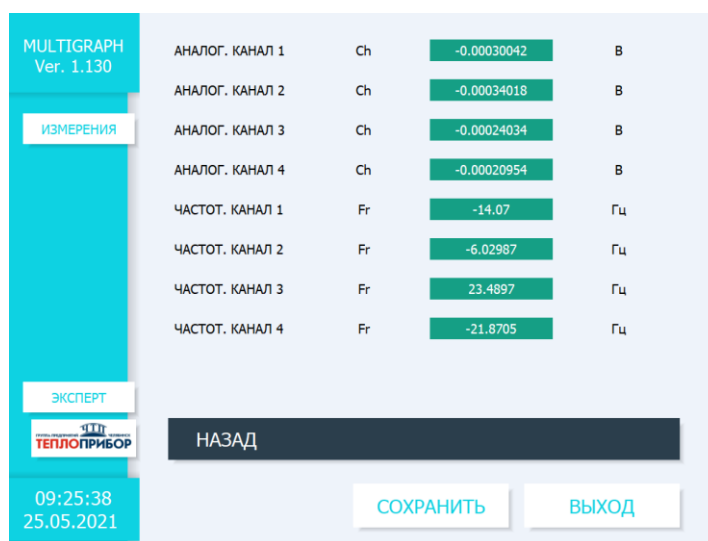 MULTIGRAPH
Ver. 1.130
ИЗМЕРЕНИЯ
АНАЛОГ. КАНАЛ 1 Ch -0.00030042 В
АНАЛОГ. КАНАЛ 2 Ch -0.00034018 В
АНАЛОГ. КАНАЛ 3 Ch -0.00024034 В
АНАЛОГ. КАНАЛ 4 Ch -0.00020954 В
ЧАСТОТ. КАНАЛ 1 Fr -14.07 Гц
ЧАСТОТ. КАНАЛ 2 Fr -6.02987 Гц
ЧАСТОТ. КАНАЛ 3 Fr 23.4897 Гц
ЧАСТОТ. КАНАЛ 4 Fr -21.8705 Гц
ЭКСПЕРТ
ТЕПЛОПРИБОР
НАЗАД
09:25:38
25.05.2021
СОХРАНИТЬ ВЫХОД